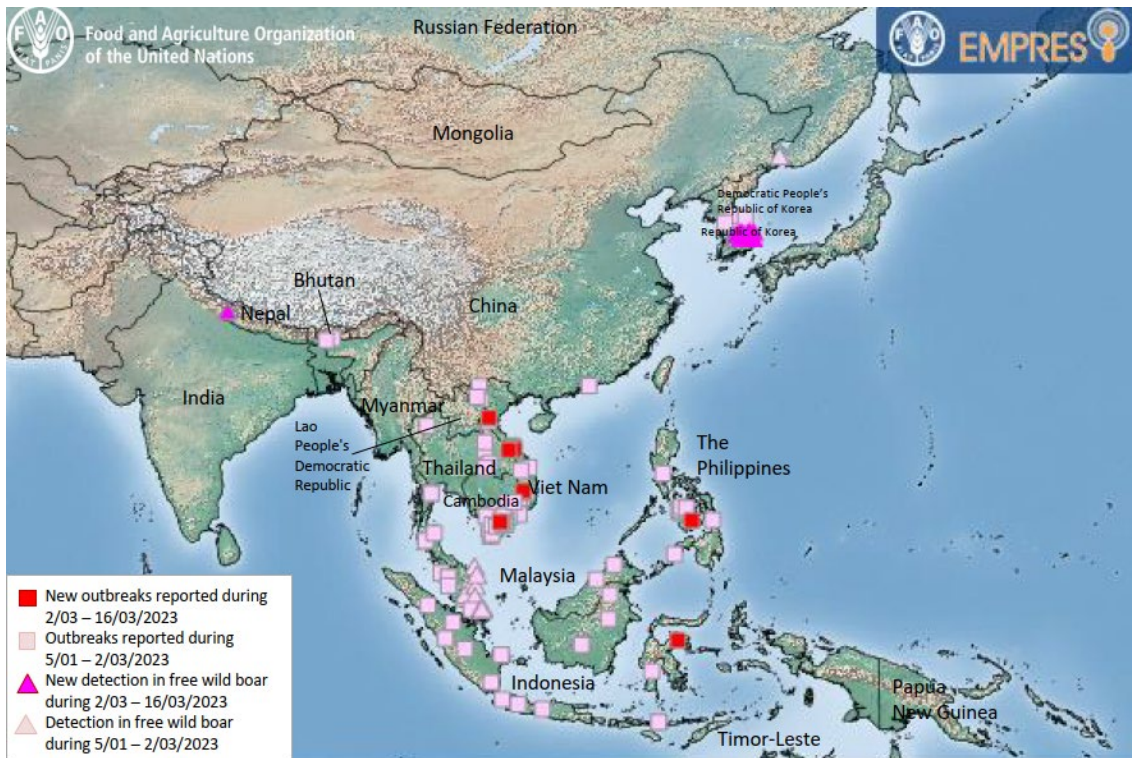 Food and Agriculture Organization
of the United Nations
FAO
FIAT PANIS
EMPRES
Russian Federation
Mongolia
Democratic People's
Republic of Korea
Republic of Korea
Bhutan
Nepal
China
India
Myanmar
Lao
People's
Democratic
Republic
Thailand
Viet Nam
Cambodia
The
Philippines
Malaysia
Indonesia
Papua
New Guinea
Timor-Leste
New outbreaks reported during
2/03 – 16/03/2023
Outbreaks reported during
5/01 – 2/03/2023
New detection in free wild boar
during 2/03 – 16/03/2023
Detection in free wild boar
during 5/01 – 2/03/2023